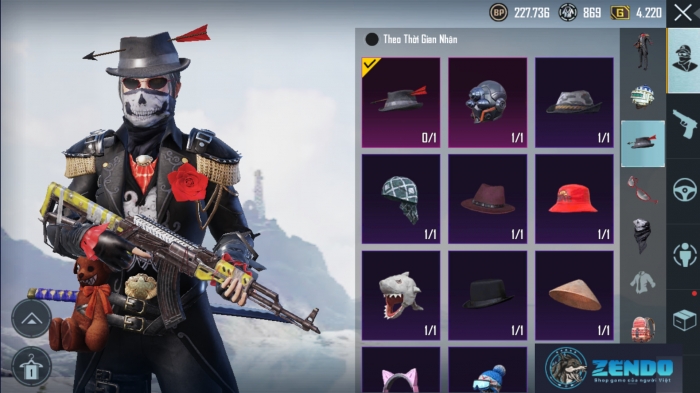 BP 227.736 869 G 4.220
Theo Thời Gian Nhận
0/1 1/1 1/1
1/1 1/1 1/1
1/1 1/1 1/1
ZENDO
Shop game của người Việt